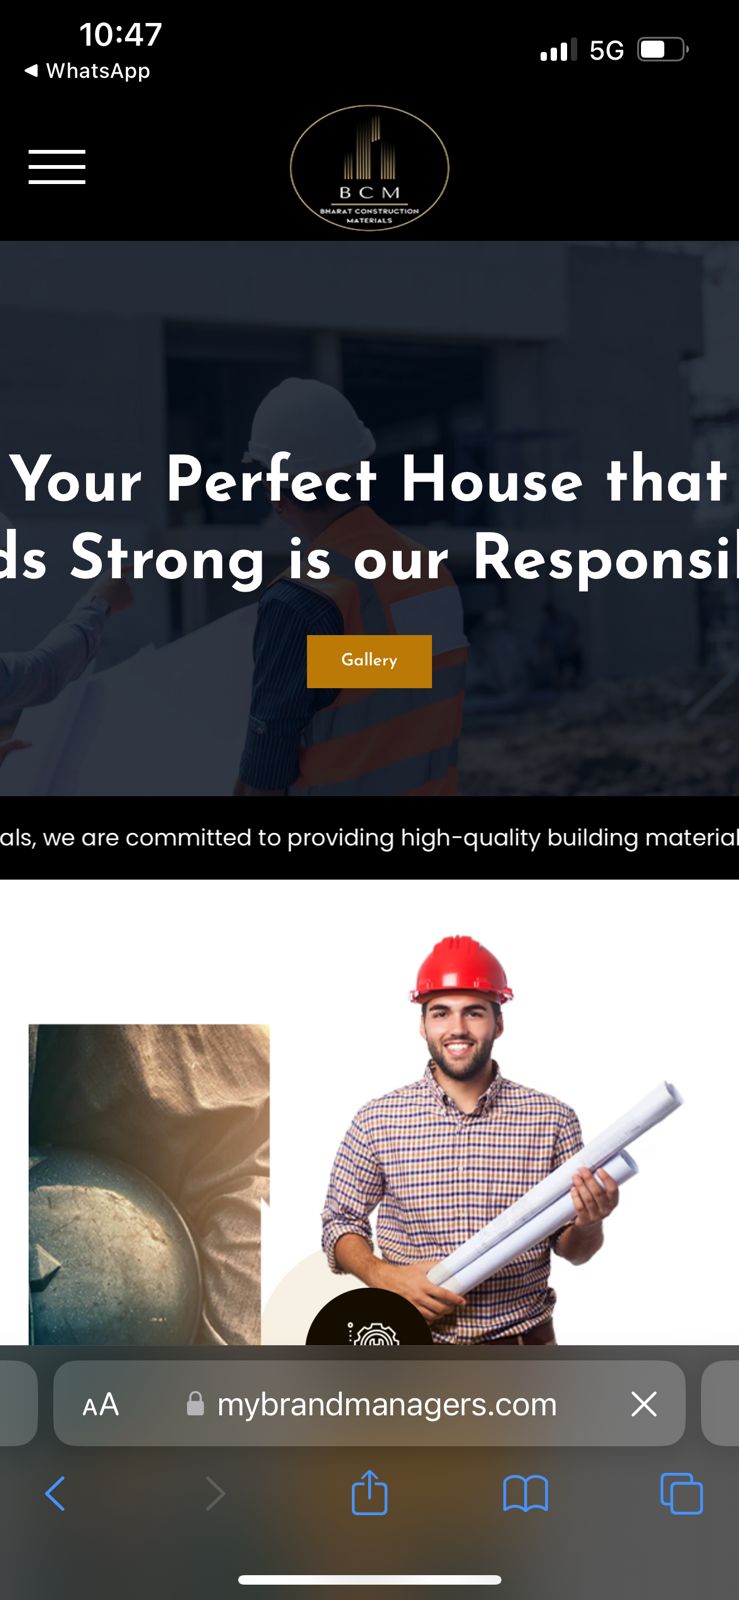 10:47
5G
◀ WhatsApp
BCM
BHARAT CONSTRUCTION
MATERIALS
Your Perfect House that
ds Strong is our Responsi
Gallery
als, we are committed to providing high-quality building material
AA
mybrandmanagers.com